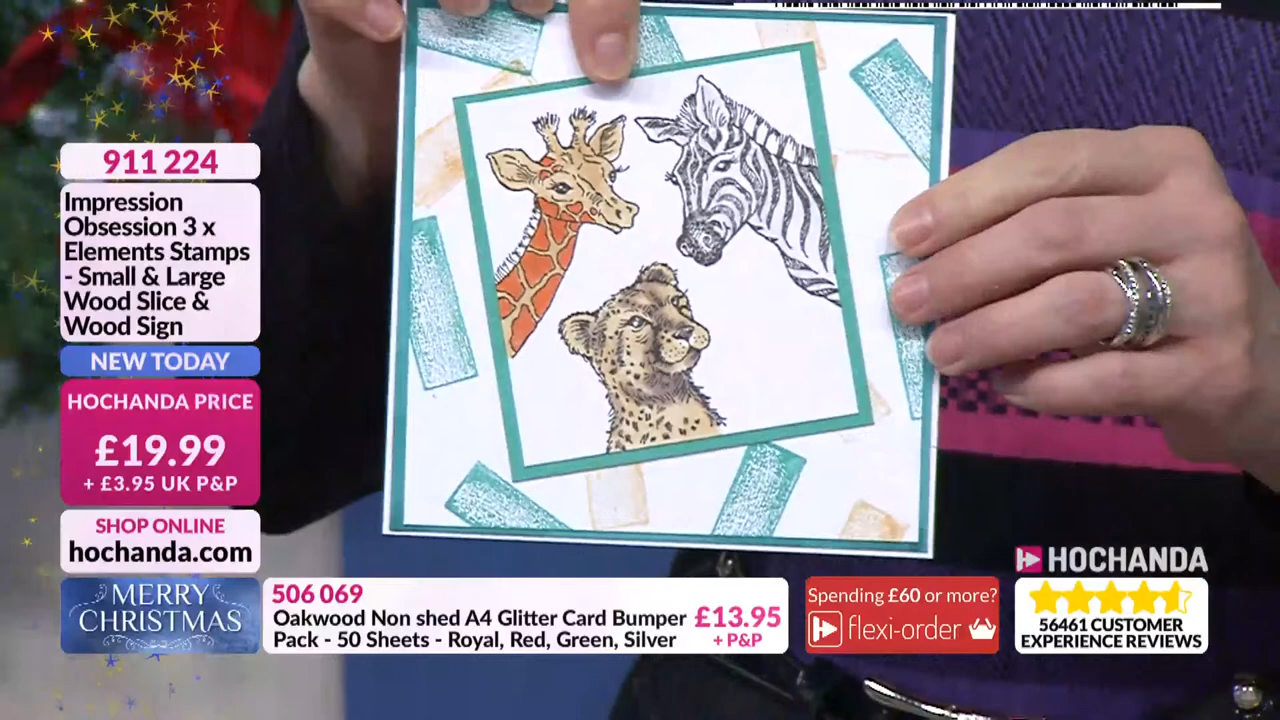 911 224
Impression
Obsession 3 x
Elements Stamps
- Small & Large
Wood Slice &
Wood Sign
NEW TODAY
HOCHANDA PRICE
£19.99
+ £3.95 UK P&P
SHOP ONLINE
hochanda.com
MERRY
CHRISTMAS
506 069
Oakwood Non shed A4 Glitter Card Bumper
Pack - 50 Sheets - Royal, Red, Green, Silver
£13.95
+ P&P
Spending £60 or more?
flexi-order
HOCHANDA
56461 CUSTOMER
EXPERIENCE REVIEWS